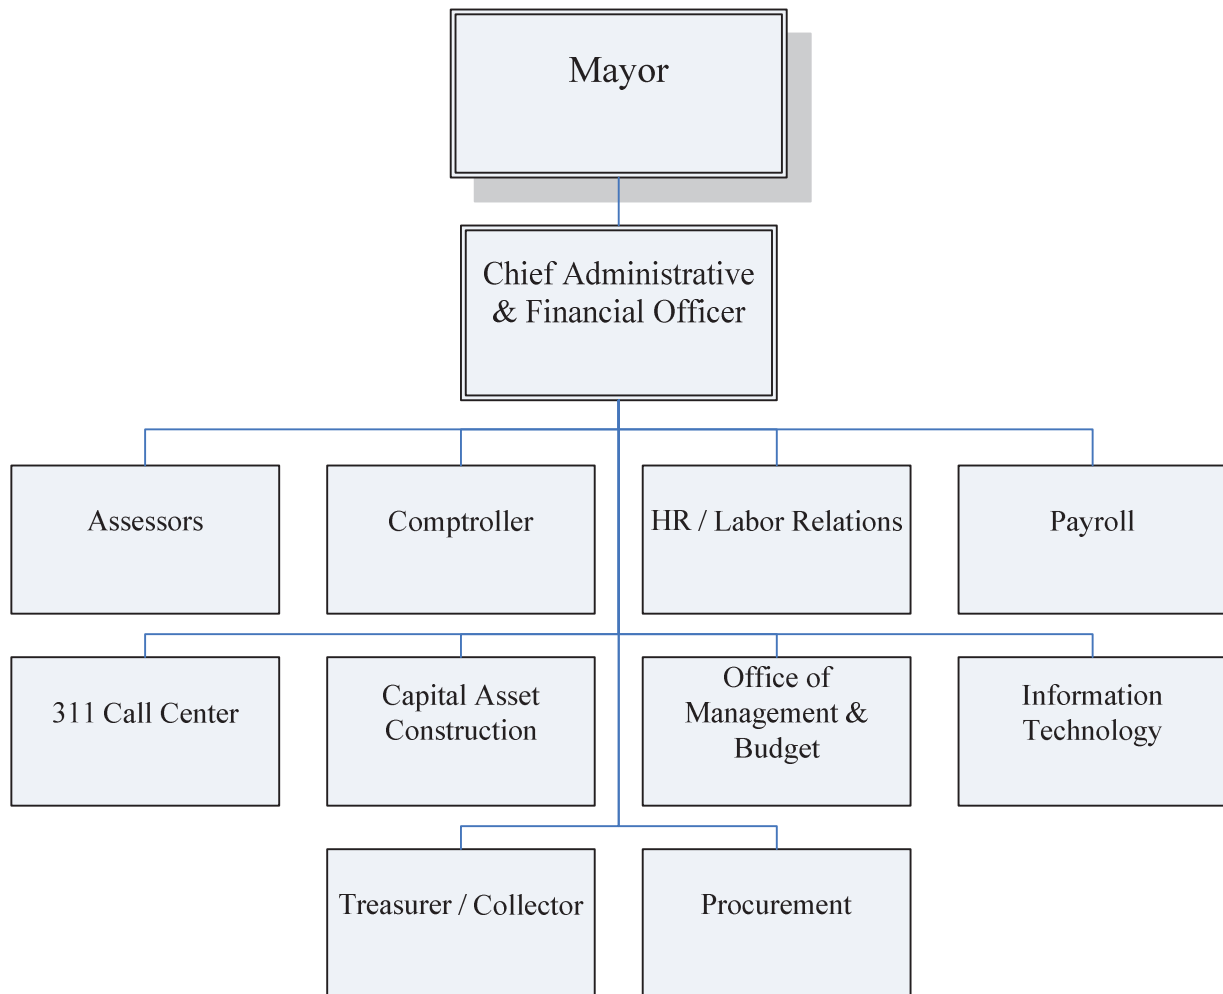 Mayor
Chief Administrative
& Financial Officer
Assessors
Comptroller
HR / Labor Relations
Payroll
311 Call Center
Capital Asset
Construction
Office of
Management &
Budget
Information
Technology
Treasurer / Collector
Procurement